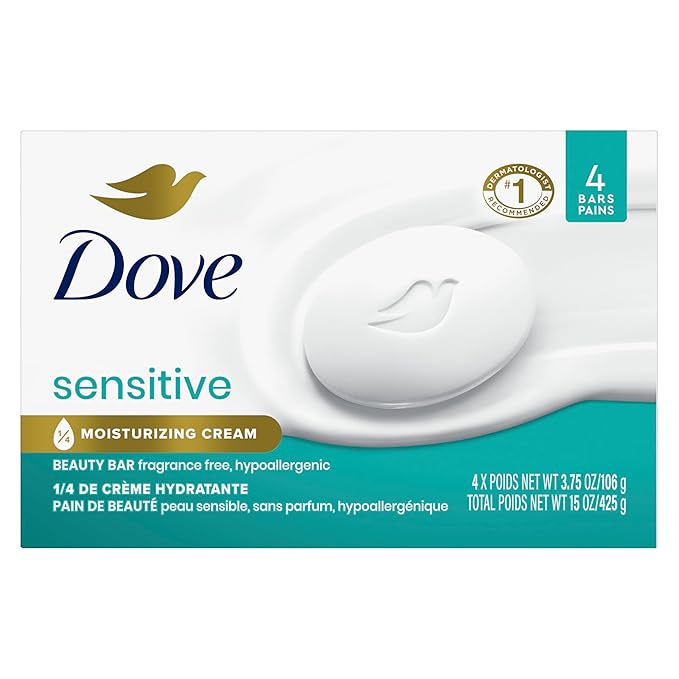 DERMATOLOGIST
#1
RECOMMENDED
4
BARS
PAINS
Dove
sensitive
1/4 MOISTURIZING CREAM
BEAUTY BAR fragrance free, hypoallergenic
1/4 DE CRÈME HYDRATANTE
PAIN DE BEAUTÉ peau sensible, sans parfum, hypoallergénique
4 X POIDS NET WT 3.75 OZ/106 g
TOTAL POIDS NET WT 15 OZ/425 g